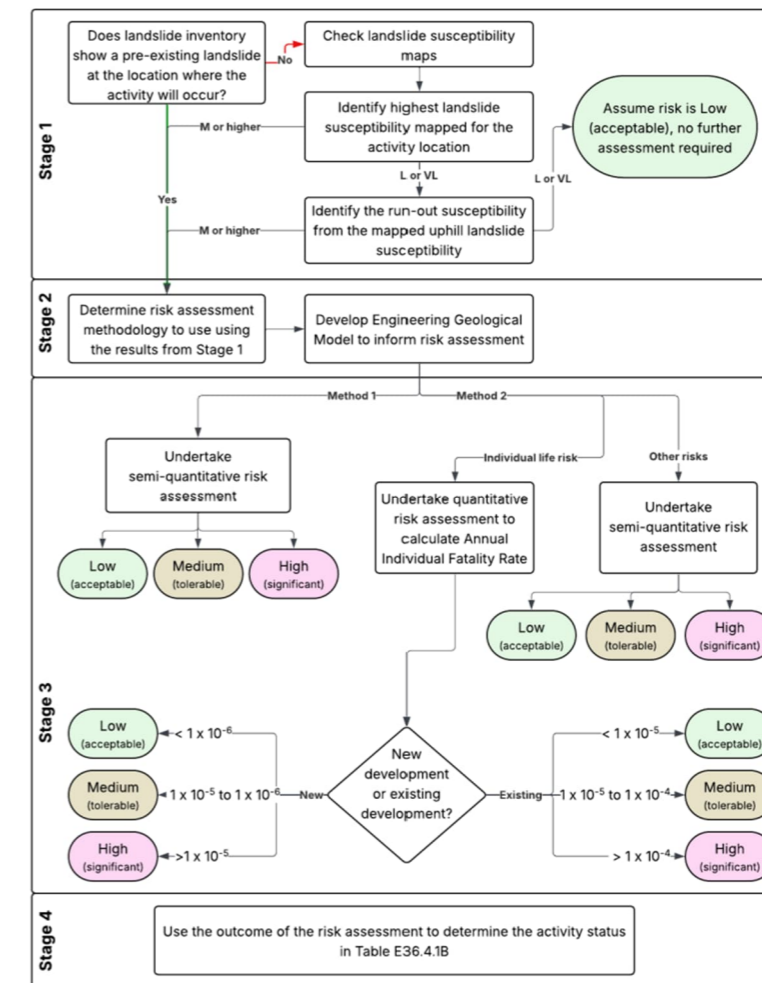 Stage 1
Does landslide inventory
show a pre-existing landslide
at the location where the
activity will occur?
No
Check landslide susceptibility
maps
Identify highest landslide
susceptibility mapped for the
activity location
M or higher
L or VL
Assume risk is Low
(acceptable), no further
assessment required
L or VL
Yes
Identify the run-out susceptibility
from the mapped uphill landslide
susceptibility
M or higher
Stage 2
Determine risk assessment
methodology to use using
the results from Stage 1
Develop Engineering Geological
Model to inform risk assessment
Stage 3
Method 1
Method 2
Undertake
semi-quantitative risk
assessment
Low
(acceptable)
Medium
(tolerable)
High
(significant)
Individual life risk
Undertake quantitative
risk assessment to
calculate Annual
Individual Fatality Rate
Other risks
Undertake
semi-quantitative risk
assessment
Low
(acceptable)
Medium
(tolerable)
High
(significant)
New
development
or existing
development?
New
< 1 x 10-6
Low
(acceptable)
1 x 10-5 to 1 x 10-6
Medium
(tolerable)
>1 x 10-5
High
(significant)
Existing
< 1 x 10-5
Low
(acceptable)
1 x 10-5 to 1 x 10-4
Medium
(tolerable)
> 1 x 10-4
High
(significant)
Stage 4
Use the outcome of the risk assessment to determine the activity status
in Table E36.4.1B